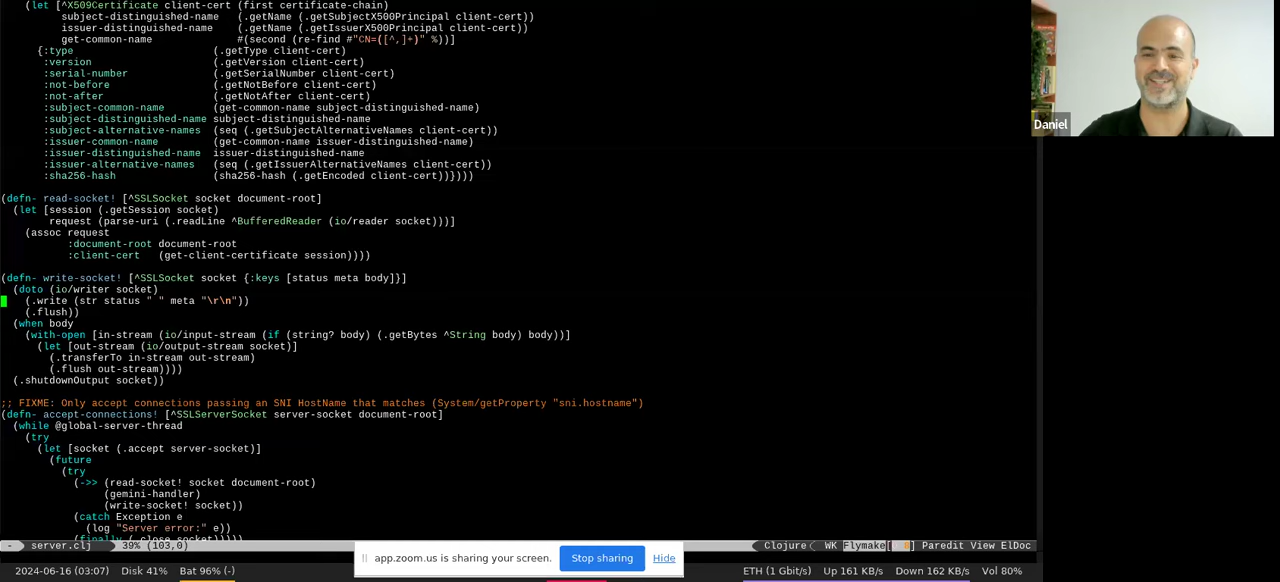 (let [^X509Certificate client-cert (first certificate-chain)
subject-distinguished-name (.getName (.getSubjectX500Principal client-cert))
issuer-distinguished-name (.getName (.getIssuerX500Principal client-cert))
get-common-name #(second (re-find #"CN=([^,]+)" %))]
{:type (.getType client-cert)
:version (.getVersion client-cert)
:serial-number (.getSerialNumber client-cert)
:not-before (.getNotBefore client-cert)
:not-after (.getNotAfter client-cert)
:subject-common-name (get-common-name subject-distinguished-name)
:subject-distinguished-name subject-distinguished-name
:subject-alternative-names (seq (.getSubjectAlternativeNames client-cert))
:issuer-common-name (get-common-name issuer-distinguished-name)
:issuer-distinguished-name issuer-distinguished-name
:issuer-alternative-names (seq (.getIssuerAlternativeNames client-cert))
:sha256-hash (sha256-hash (.getEncoded client-cert))})))
(defn- read-socket! [^SSLSocket socket document-root]
(let [session (.getSession socket)
request (parse-uri (.readLine ^BufferedReader (io/reader socket)))]
(assoc request
:document-root document-root
:client-cert (get-client-certificate session))))
(defn- write-socket! [^SSLSocket socket {:keys [status meta body]}]
(doto (io/writer socket)
(.write (str status " " meta "\r\n"))
(.flush))
(when body
(with-open [in-stream (io/input-stream (if (string? body) (.getBytes ^String body) body))]
(let [out-stream (io/output-stream socket)]
(.transferTo in-stream out-stream)
(.flush out-stream))))
(.shutdownOutput socket))
;; FIXME: Only accept connections passing an SNI HostName that matches (System/getProperty "sni.hostname")
(defn- accept-connections! [^SSLServerSocket server-socket document-root]
(while @global-server-thread
(try
(let [socket (.accept server-socket)]
(future
(try
(->> (read-socket! socket document-root)
(gemini-handler)
(write-socket! socket))
(catch Exception e
(log "Server error:" e))
(finally (.close socket)))))
- server.clj 39% (103,0) Clojure WK Flymake[ 8] Paredit View ElDoc
app.zoom.us is sharing your screen. Stop sharing Hide
2024-06-16 (03:07) Disk 41% Bat 96% (-) ETH (1 Gbit/s) Up 161 KB/s Down 162 KB/s Vol 80%
Daniel